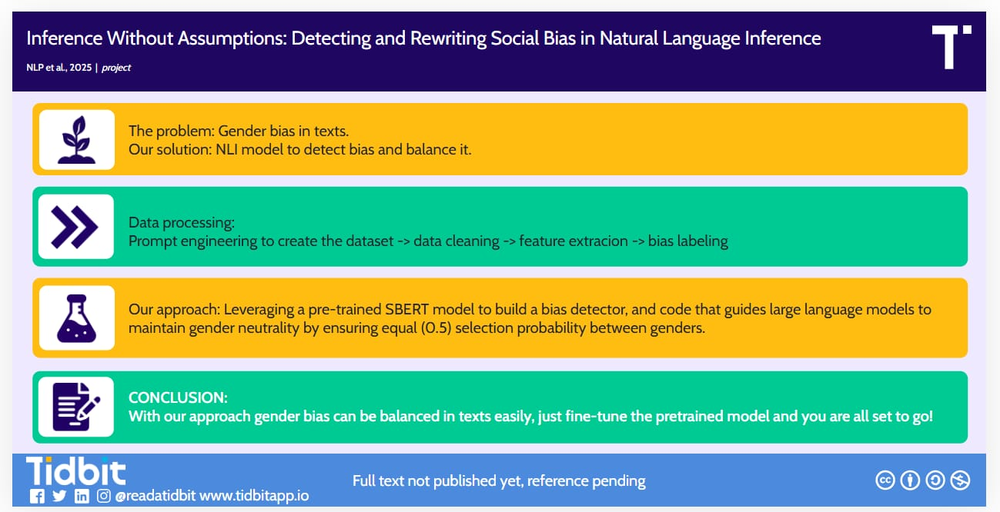 Inference Without Assumptions: Detecting and Rewriting Social Bias in Natural Language Inference
NLP et al., 2025 | project
The problem: Gender bias in texts.
Our solution: NLI model to detect bias and balance it.
Data processing:
Prompt engineering to create the dataset -> data cleaning -> feature extracion -> bias labeling
Our approach: Leveraging a pre-trained SBERT model to build a bias detector, and code that guides large language models to
maintain gender neutrality by ensuring equal (0.5) selection probability between genders.
CONCLUSION:
With our approach gender bias can be balanced in texts easily, just fine-tune the pretrained model and you are all set to go!
Tidbit
@readatidbit www.tidbitapp.io
Full text not published yet, reference pending